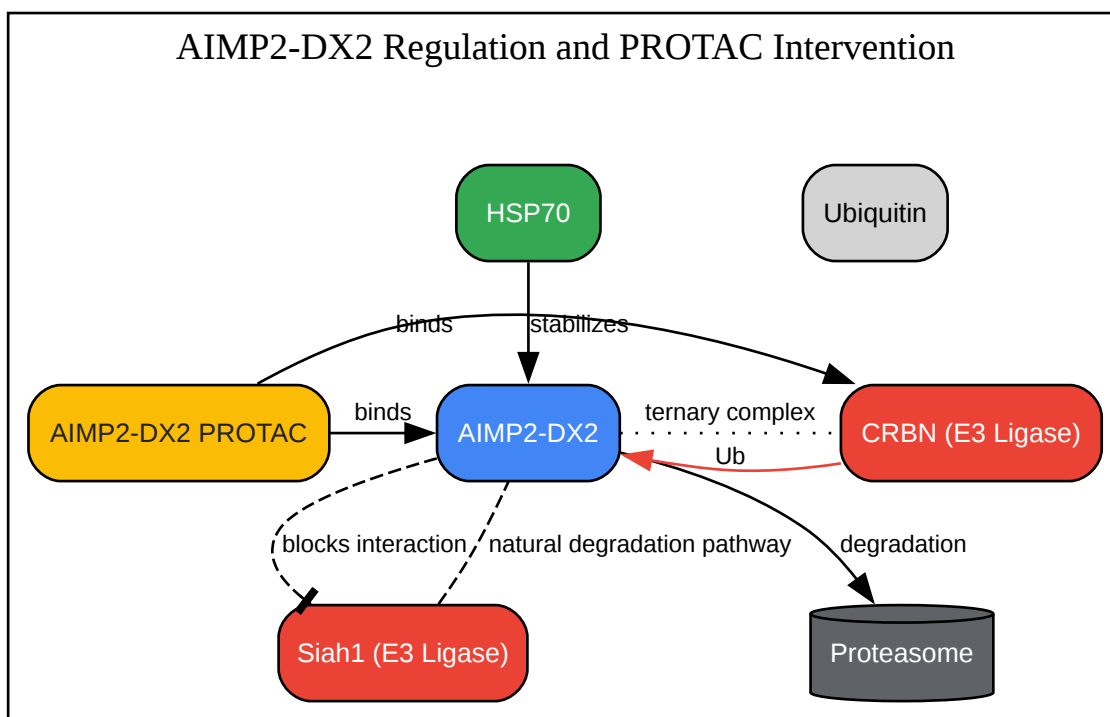 AIMP2-DX2 Regulation and PROTAC Intervention
HSP70
Ubiquitin
binds
stabilizes
AIMP2-DX2 PROTAC
binds
AIMP2-DX2
ternary complex
CRBN (E3 Ligase)
Ub
blocks interaction
natural degradation pathway
degradation
Siah1 (E3 Ligase)
Proteasome